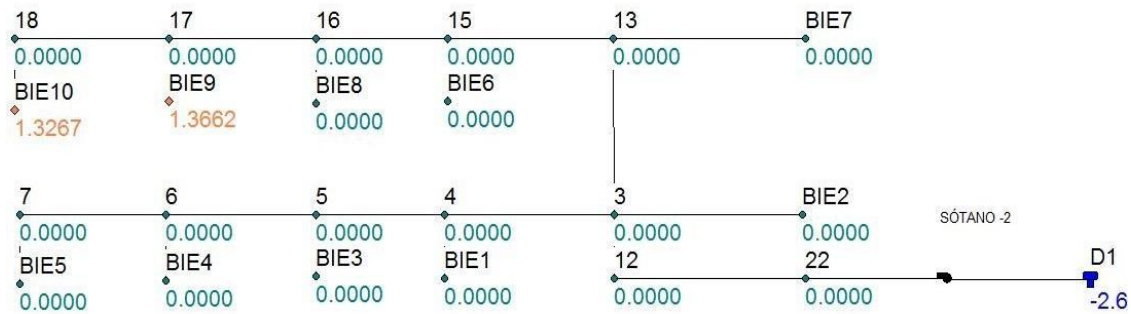 18 17 16 15 13 BIE7
0.0000 0.0000 0.0000 0.0000 0.0000 0.0000
BIE10 BIE9 BIE8 BIE6
1.3267 1.3662 0.0000 0.0000
7 6 5 4 3 BIE2
0.0000 0.0000 0.0000 0.0000 0.0000 0.0000
SÓTANO -2
BIE5 BIE4 BIE3 BIE1 12 22 D1
0.0000 0.0000 0.0000 0.0000 0.0000 0.0000 -2.6